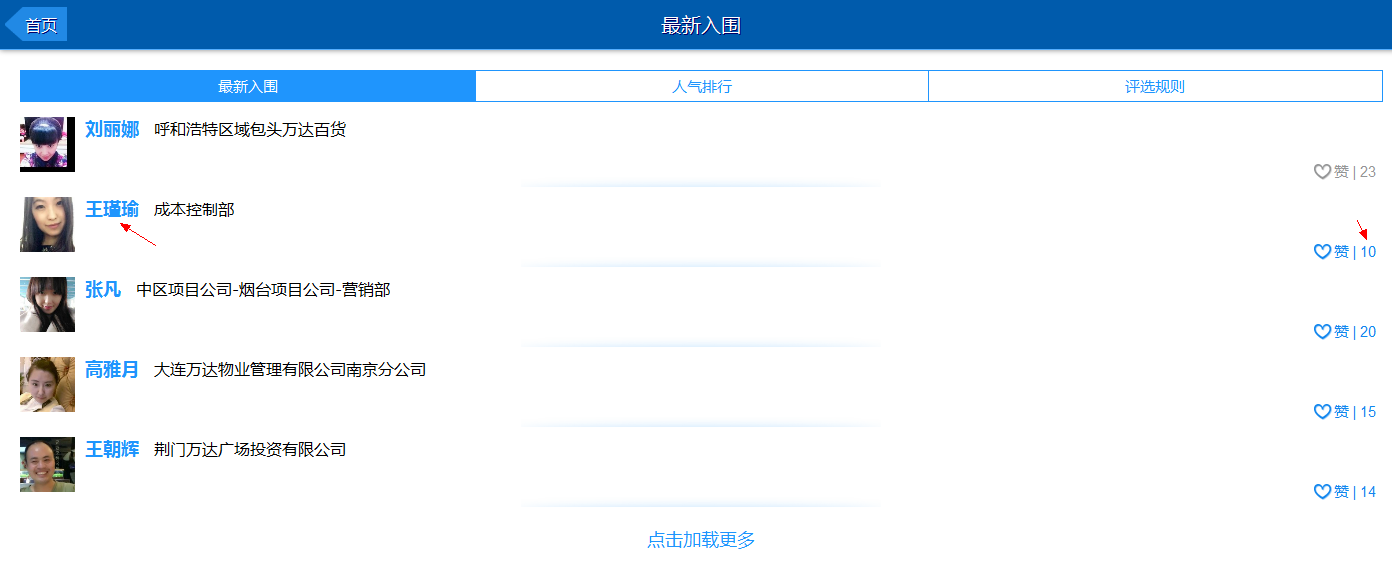 首页 最新入围
最新入围 人气排行 评选规则
刘丽娜 呼和浩特区域包头万达百货
赞 | 23
王瑾瑜 成本控制部
赞 | 10
张凡 中区项目公司-烟台项目公司-营销部
赞 | 20
高雅月 大连万达物业管理有限公司南京分公司
赞 | 15
王朝辉 荆门万达广场投资有限公司
赞 | 14
点击加载更多